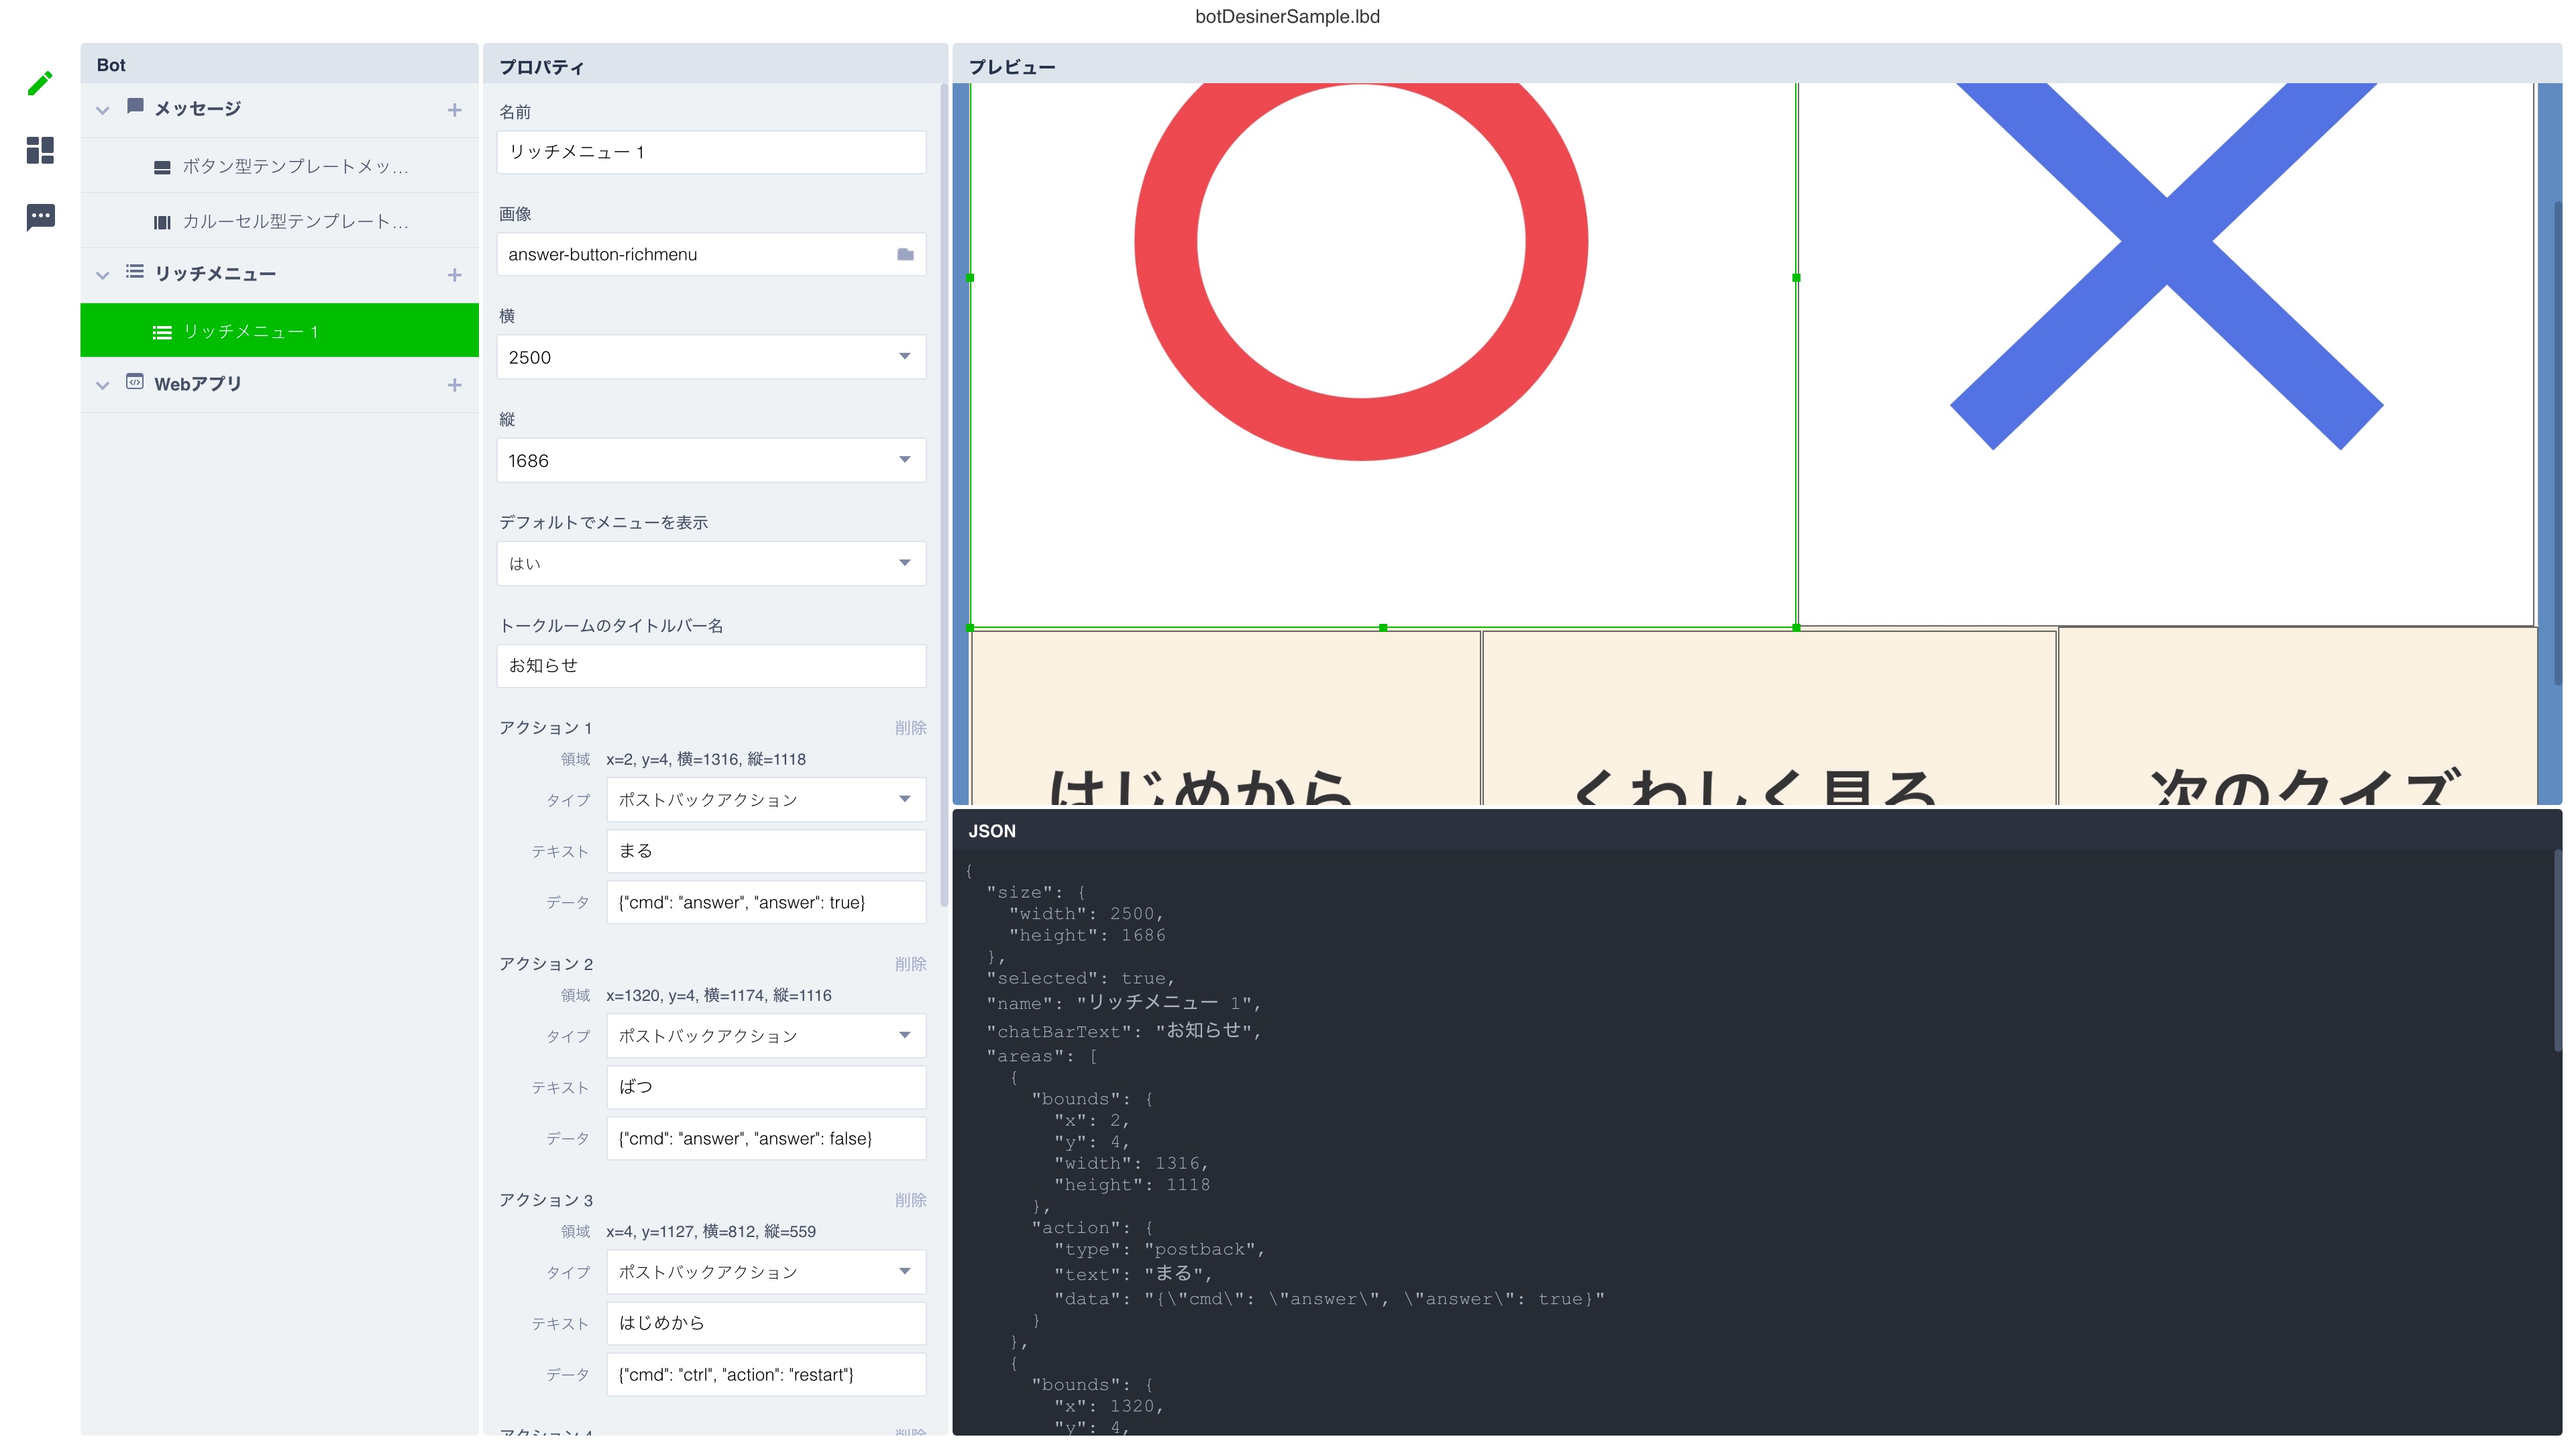 botDesinerSample.lbd
Bot
メッセージ
ボタン型テンプレートメッ...
カルーセル型テンプレート...
リッチメニュー
リッチメニュー 1
Webアプリ
プロパティ
名前
リッチメニュー 1
画像
answer-button-richmenu
横
2500
縦
1686
デフォルトでメニューを表示
はい
トークルームのタイトルバー名
お知らせ
アクション 1 削除
領域 x=2, y=4, 横=1316, 縦=1118
タイプ ポストバックアクション
テキスト まる
データ {"cmd": "answer", "answer": true}
アクション 2 削除
領域 x=1320, y=4, 横=1174, 縦=1116
タイプ ポストバックアクション
テキスト ばつ
データ {"cmd": "answer", "answer": false}
アクション 3 削除
領域 x=4, y=1127, 横=812, 縦=559
タイプ ポストバックアクション
テキスト はじめから
データ {"cmd": "ctrl", "action": "restart"}
アクション 4 削除
プレビュー
はじめから くわしく見る 次のクイズ
JSON
{
"size": {
"width": 2500,
"height": 1686
},
"selected": true,
"name": "リッチメニュー 1",
"chatBarText": "お知らせ",
"areas": [
{
"bounds": {
"x": 2,
"y": 4,
"width": 1316,
"height": 1118
},
"action": {
"type": "postback",
"text": "まる",
"data": "{\"cmd\": \"answer\", \"answer\": true}"
}
},
{
"bounds": {
"x": 1320,
"y": 4,